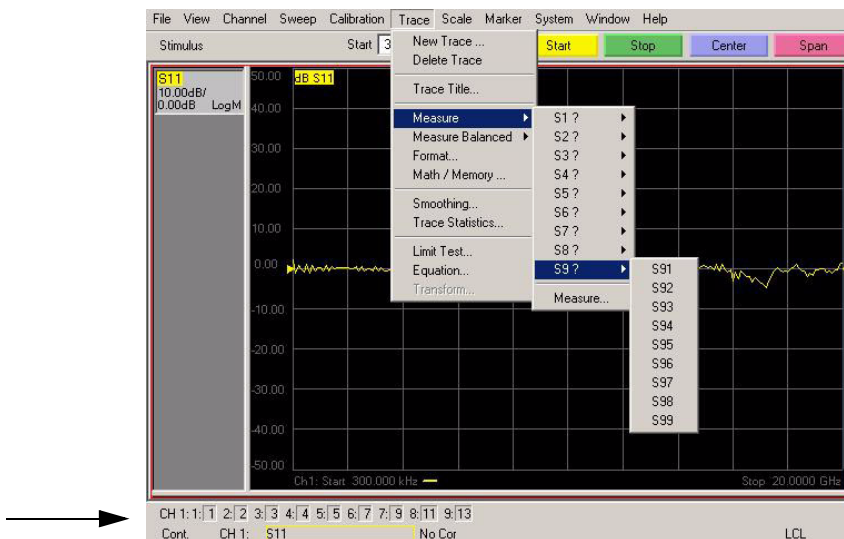 File View Channel Sweep Calibration Trace Scale Marker System Window Help
Stimulus Start 3 Start Stop Center Span
New Trace ...
Delete Trace
Trace Title...
Measure
Measure Balanced
Format...
Math / Memory ...
Smoothing...
Trace Statistics...
Limit Test...
Equation...
Transform...
S1 ?
S2 ?
S3 ?
S4 ?
S5 ?
S6 ?
S7 ?
S8 ?
S9 ?
Measure...
S91
S92
S93
S94
S95
S96
S97
S98
S99
S11
10.00dB/
0.00dB LogM
50.00 dB S11
40.00
30.00
20.00
10.00
0.00
-10.00
-20.00
-30.00
-40.00
-50.00
Ch1: Start 300.000 kHz Stop 20.0000 GHz
CH 1: 1: 1 2: 2 3: 3 4: 4 5: 5 6: 7 7: 9 8: 11 9: 13
Cont. CH 1: S11 No Cor LCL